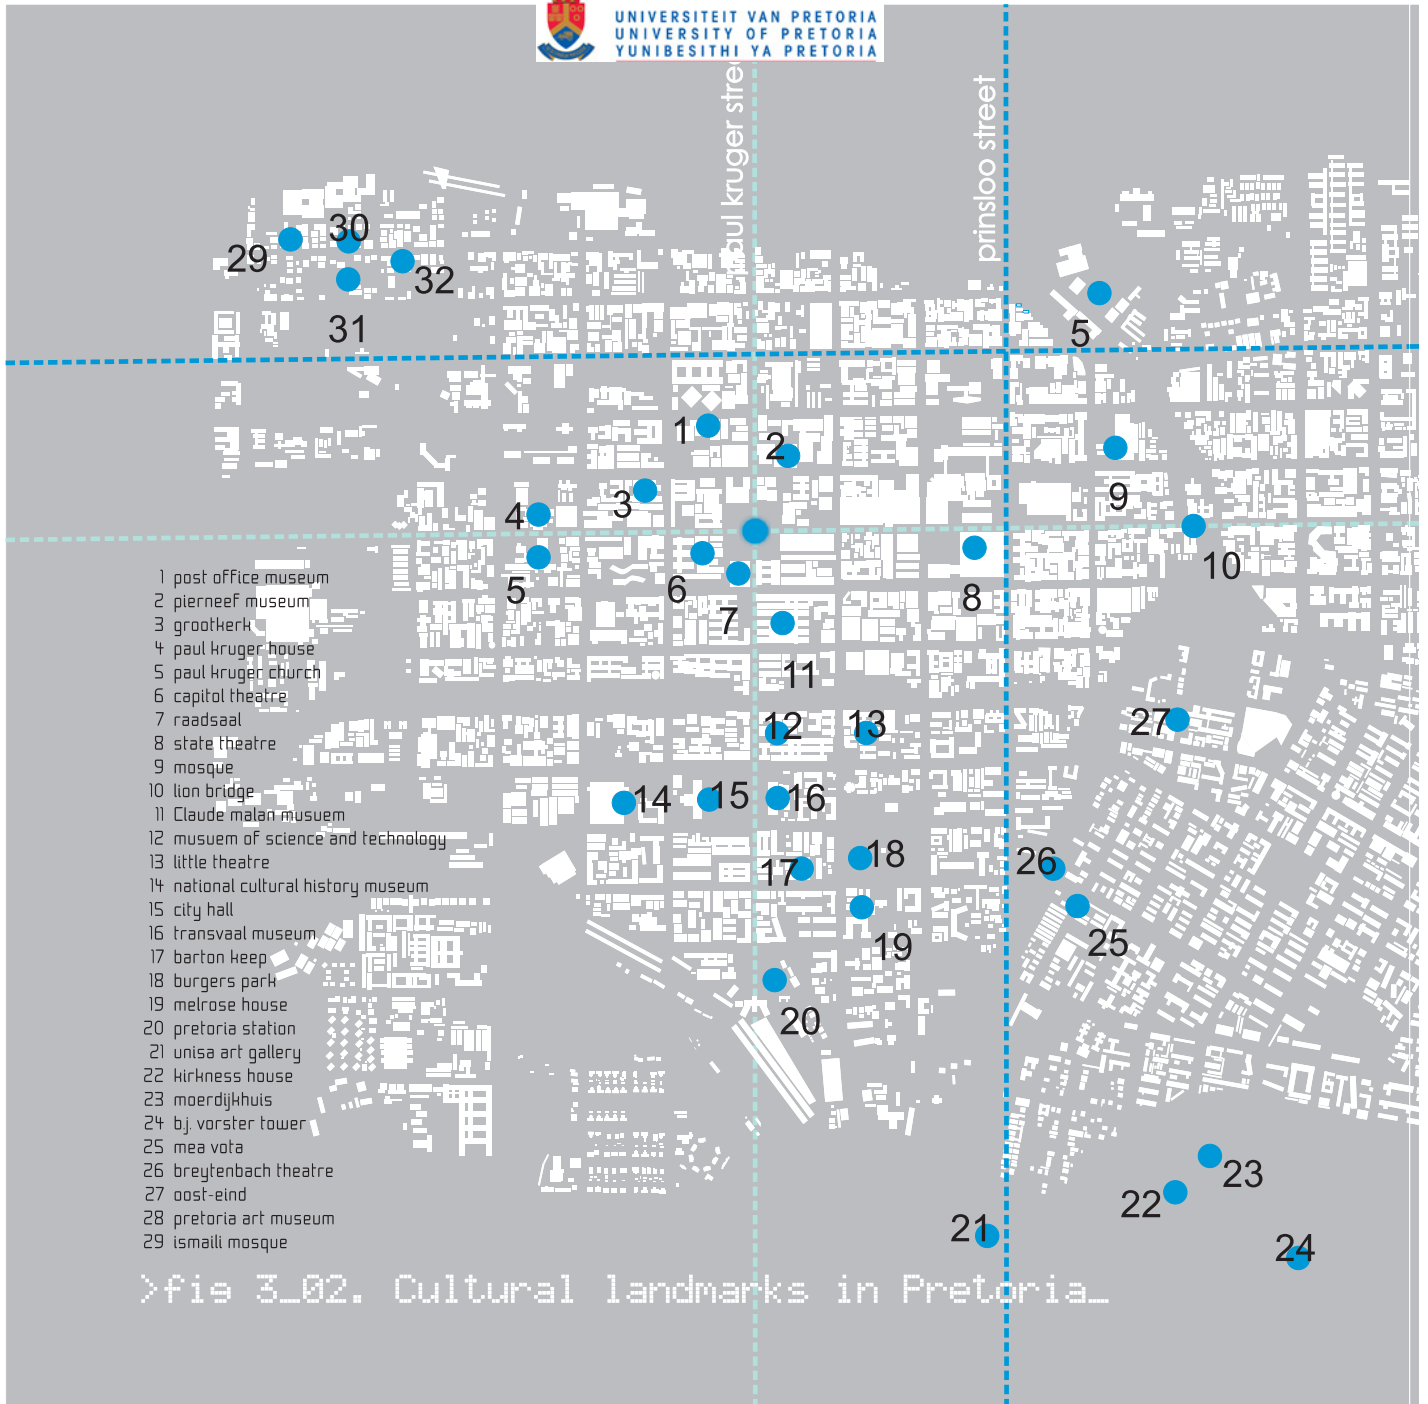 UNIVERSITEIT VAN PRETORIA
UNIVERSITY OF PRETORIA
YUNIBESITHI YA PRETORIA
aul kruger stree
prinsloo street
30
29
32
31
5
1
2
3
9
4
10
5
6
8
7
11
12
13
27
14
15
16
18
17
26
19
25
20
23
22
21
24
1 post office museum
2 pierneef museum
3 grootkerk
4 paul kruger house
5 paul kruger church
6 capitol theatre
7 raadsaal
8 state theatre
9 mosque
10 lion bridge
11 Claude malan musuem
12 musuem of science and technology
13 little theatre
14 national cultural history museum
15 city hall
16 transvaal museum
17 barton keep
18 burgers park
19 melrose house
20 pretoria station
21 unisa art gallery
22 kirkness house
23 moerdijkhuis
24 b.j. vorster tower
25 mea vota
26 breytenbach theatre
27 oost-eind
28 pretoria art museum
29 ismaili mosque
>fig 3_02. Cultural landmarks in Pretoria_